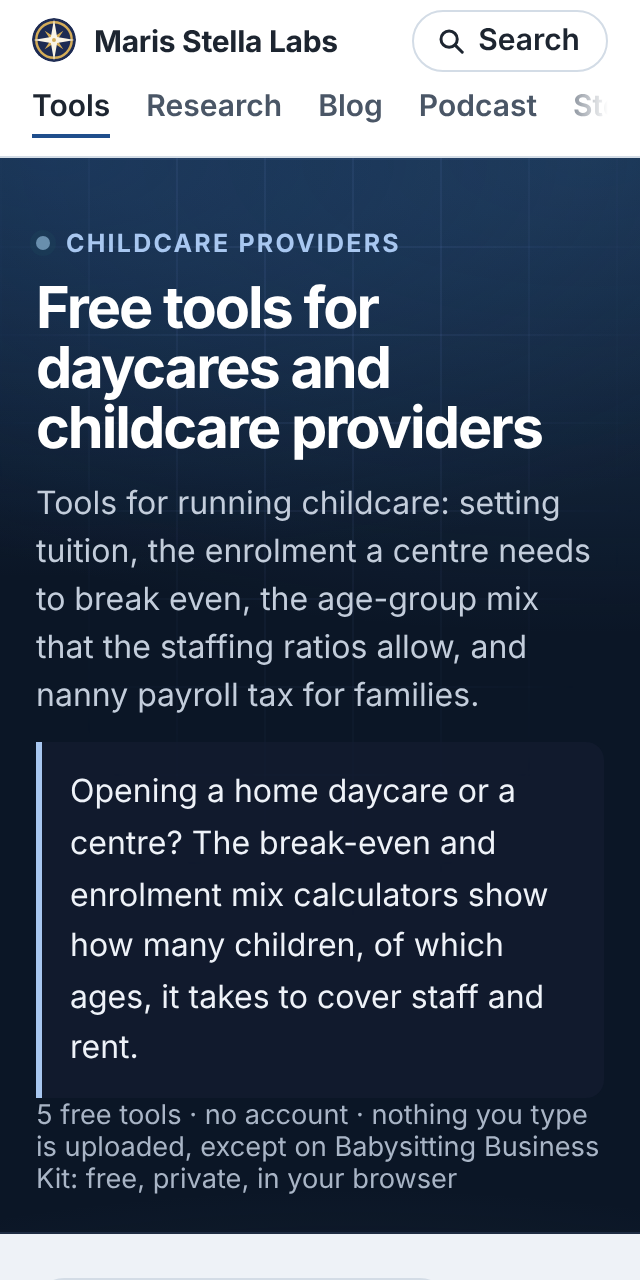 Maris Stella Labs
Search
Tools Research Blog Podcast
CHILDCARE PROVIDERS
Free tools for
daycares and
childcare providers
Tools for running childcare: setting
tuition, the enrolment a centre needs
to break even, the age-group mix
that the staffing ratios allow, and
nanny payroll tax for families.
Opening a home daycare or a
centre? The break-even and
enrolment mix calculators show
how many children, of which
ages, it takes to cover staff and
rent.
5 free tools · no account · nothing you type
is uploaded, except on Babysitting Business
Kit: free, private, in your browser